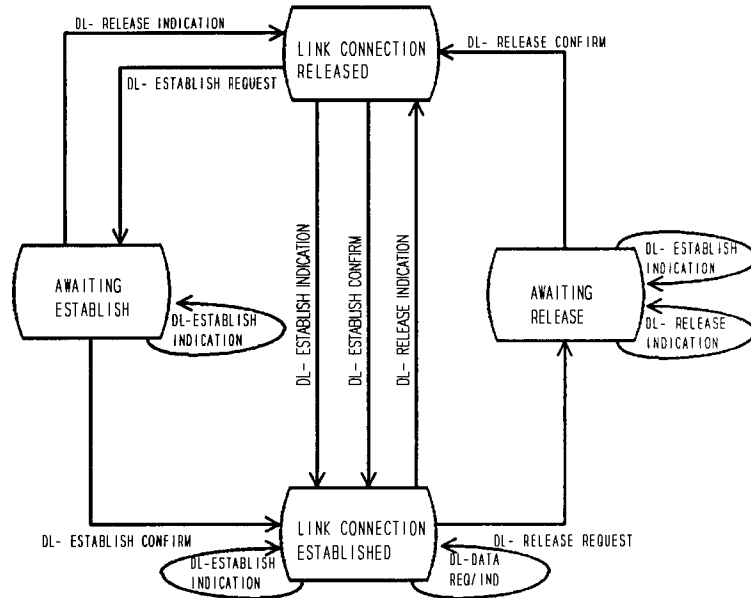 DL- RELEASE INDICATION
LINK CONNECTION
RELEASED
DL- RELEASE CONFIRM
DL- ESTABLISH REQUEST
DL- ESTABLISH INDICATION
DL- ESTABLISH CONFIRM
DL- RELEASE INDICATION
AWAITING
ESTABLISH
DL-ESTABLISH
INDICATION
AWAITING
RELEASE
DL- ESTABLISH
INDICATION
DL- RELEASE
INDICATION
DL- ESTABLISH CONFIRM
LINK CONNECTION
ESTABLISHED
DL- RELEASE REQUEST
DL-ESTABLISH
INDICATION
DL-DATA
REQ/IND